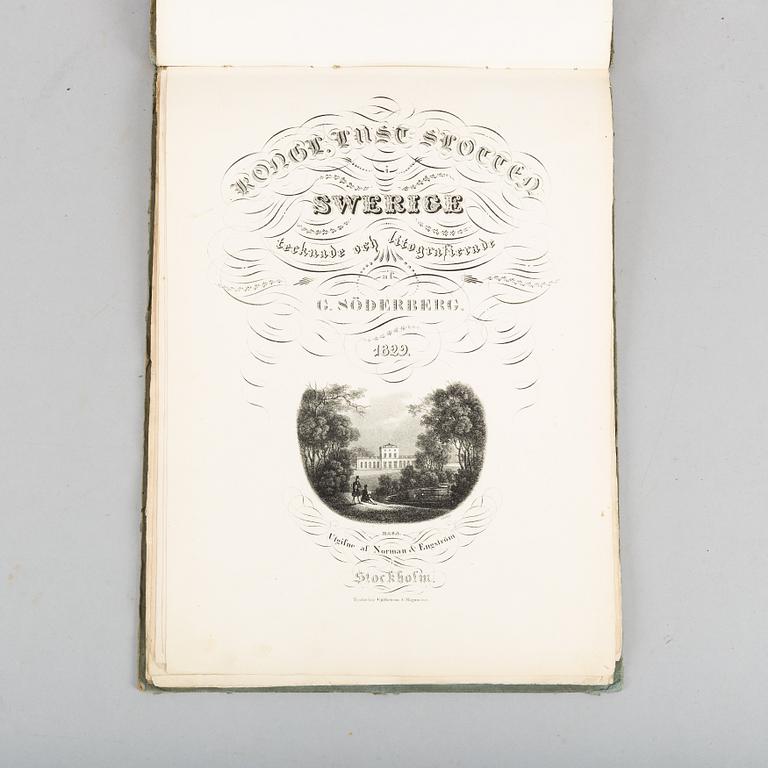 KONGL. LUST SLOTTEN
i
SWERIGE
tecknade och litografierade
af
G. SÖDERBERG.
1829.
Utgifne af Norman & Engström
Stockholm.